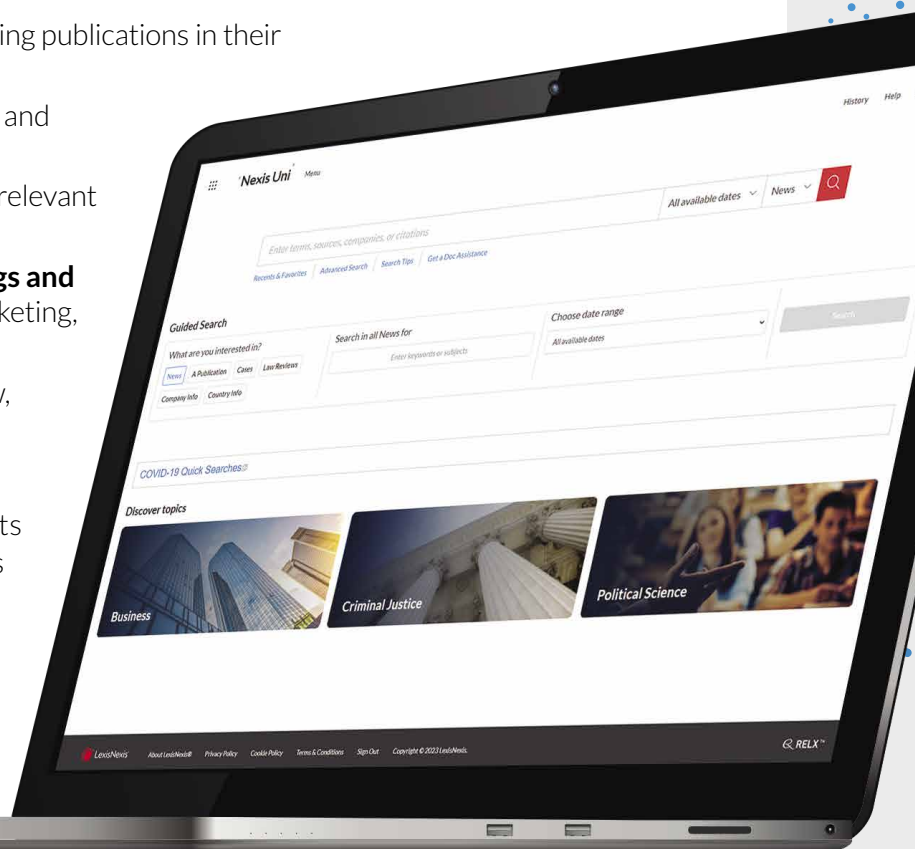 ing publications in their
and
relevant
gs and
keting,
ts
History Help
Nexis Uni Menu
Enter terms, sources, companies, or citations
All available dates News
Recents & Favorites Advanced Search Search Tips Get a Doc Assistance
Guided Search
What are you interested in?
News A Publication Cases Law Reviews
Company Info Country Info
Search in all News for
Enter keywords or subjects
Choose date range
All available dates
Search
COVID-19 Quick Searches
Discover topics
Business
Criminal Justice
Political Science
LexisNexis About LexisNexis® Privacy Policy Cookie Policy Terms & Conditions Sign Out Copyright © 2023 LexisNexis.
RELX™